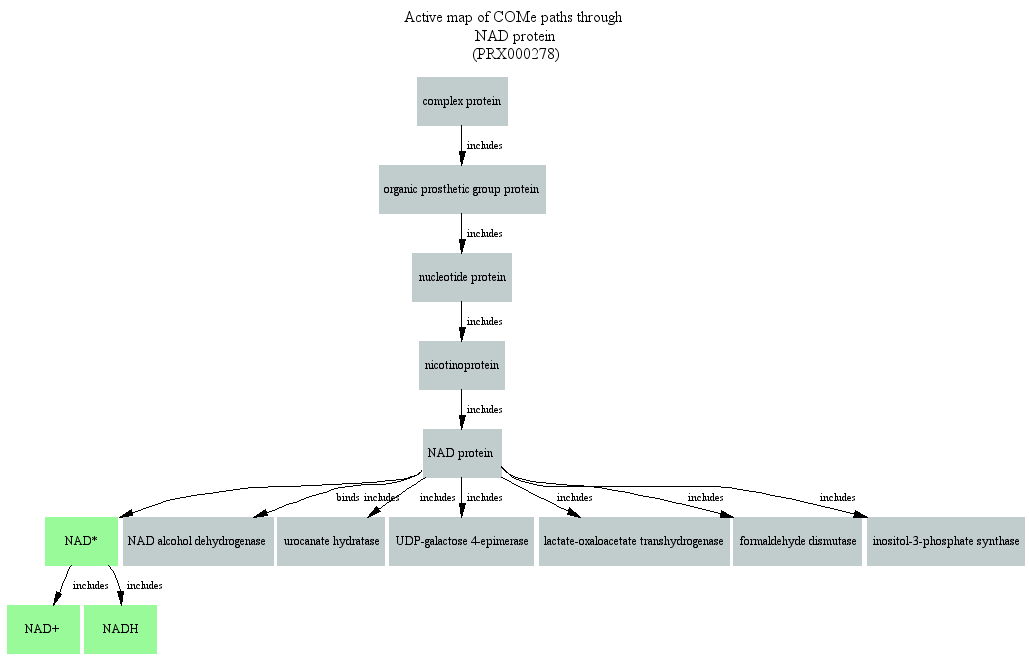 Active map of COMe paths through
NAD protein
(PRX000278)
complex protein
includes
organic prosthetic group protein
includes
nucleotide protein
includes
nicotinoprotein
includes
NAD protein
binds includes includes includes includes includes includes
NAD* NAD alcohol dehydrogenase urocanate hydratase UDP-galactose 4-epimerase lactate-oxaloacetate transhydrogenase formaldehyde dismutase inositol-3-phosphate synthase
includes includes
NAD+ NADH